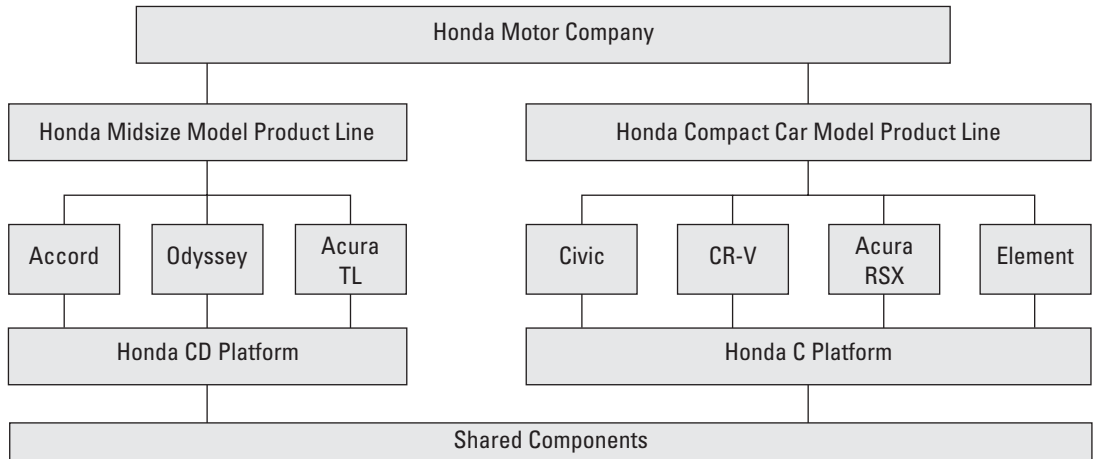 Honda Motor Company
Honda Midsize Model Product Line
Honda Compact Car Model Product Line
Accord
Odyssey
Acura
TL
Civic
CR-V
Acura
RSX
Element
Honda CD Platform
Honda C Platform
Shared Components